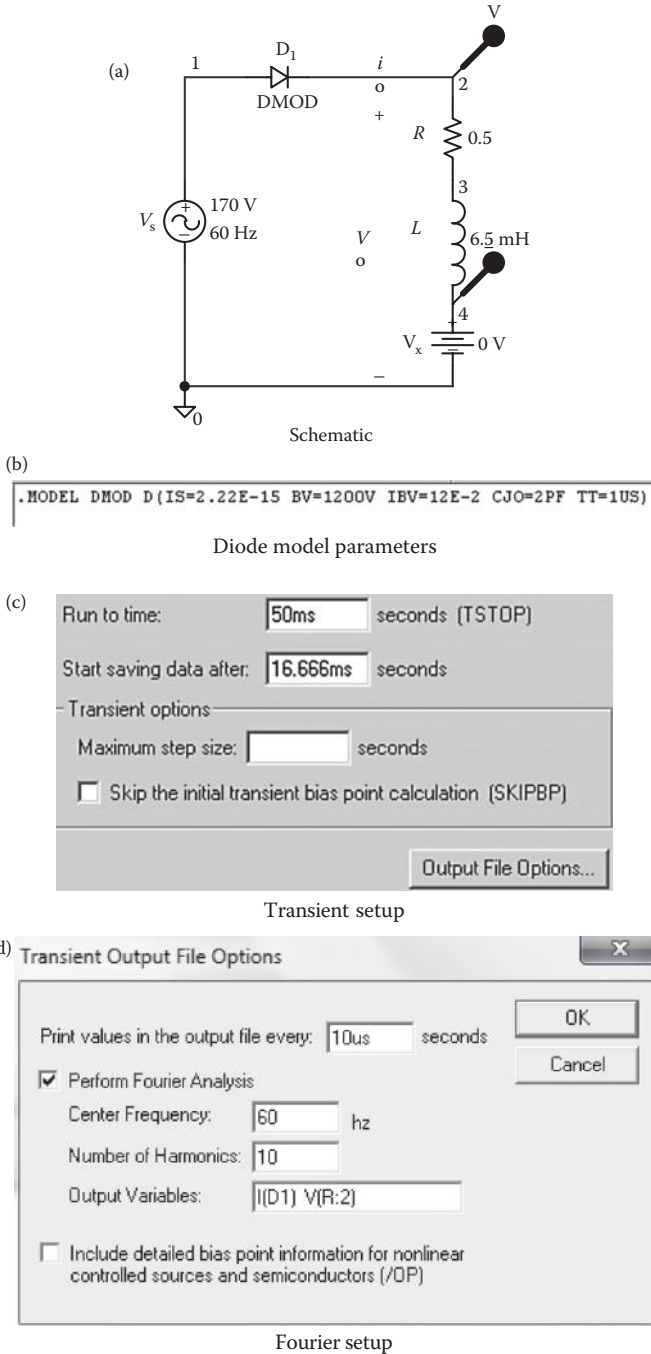 V
(a)
1
D1
i
2
DMOD
+
R
0.5
3
Vs
+
170 V
60 Hz
−
V
L
6.5 mH
4
+
Vx
−
0 V
−
0
Schematic
(b)
.MODEL DMOD D(IS=2.22E-15 BV=1200V IBV=12E-2 CJO=2PF TT=1US)
Diode model parameters
(c)
Run to time: 50ms seconds (TSTOP)
Start saving data after: 16.666ms seconds
Transient options
Maximum step size: seconds
Skip the initial transient bias point calculation (SKIPBP)
Output File Options...
Transient setup
d)
Transient Output File Options
x
Print values in the output file every: 10us seconds
OK
Perform Fourier Analysis
Cancel
Center Frequency: 60 hz
Number of Harmonics: 10
Output Variables: I(D1) V(R:2)
Include detailed bias point information for nonlinear
controlled sources and semiconductors (/OP)
Fourier setup